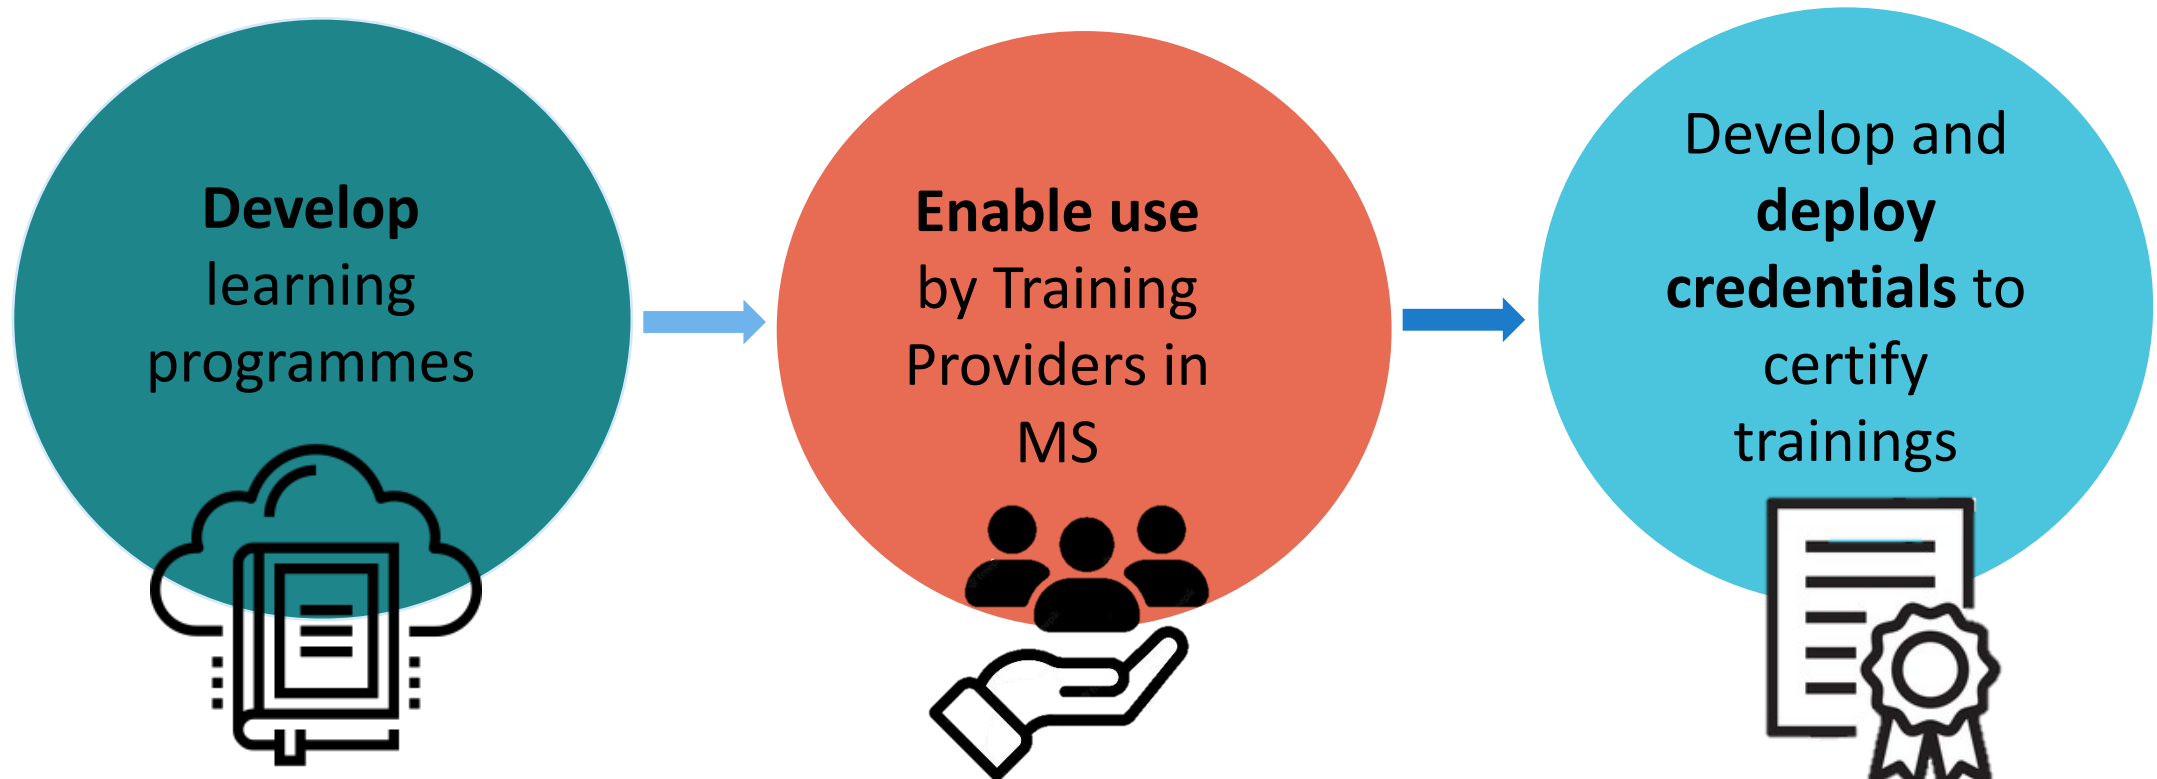 Develop
learning
programmes
Enable use
by Training
Providers in
MS
Develop and
deploy
credentials to
certify
trainings